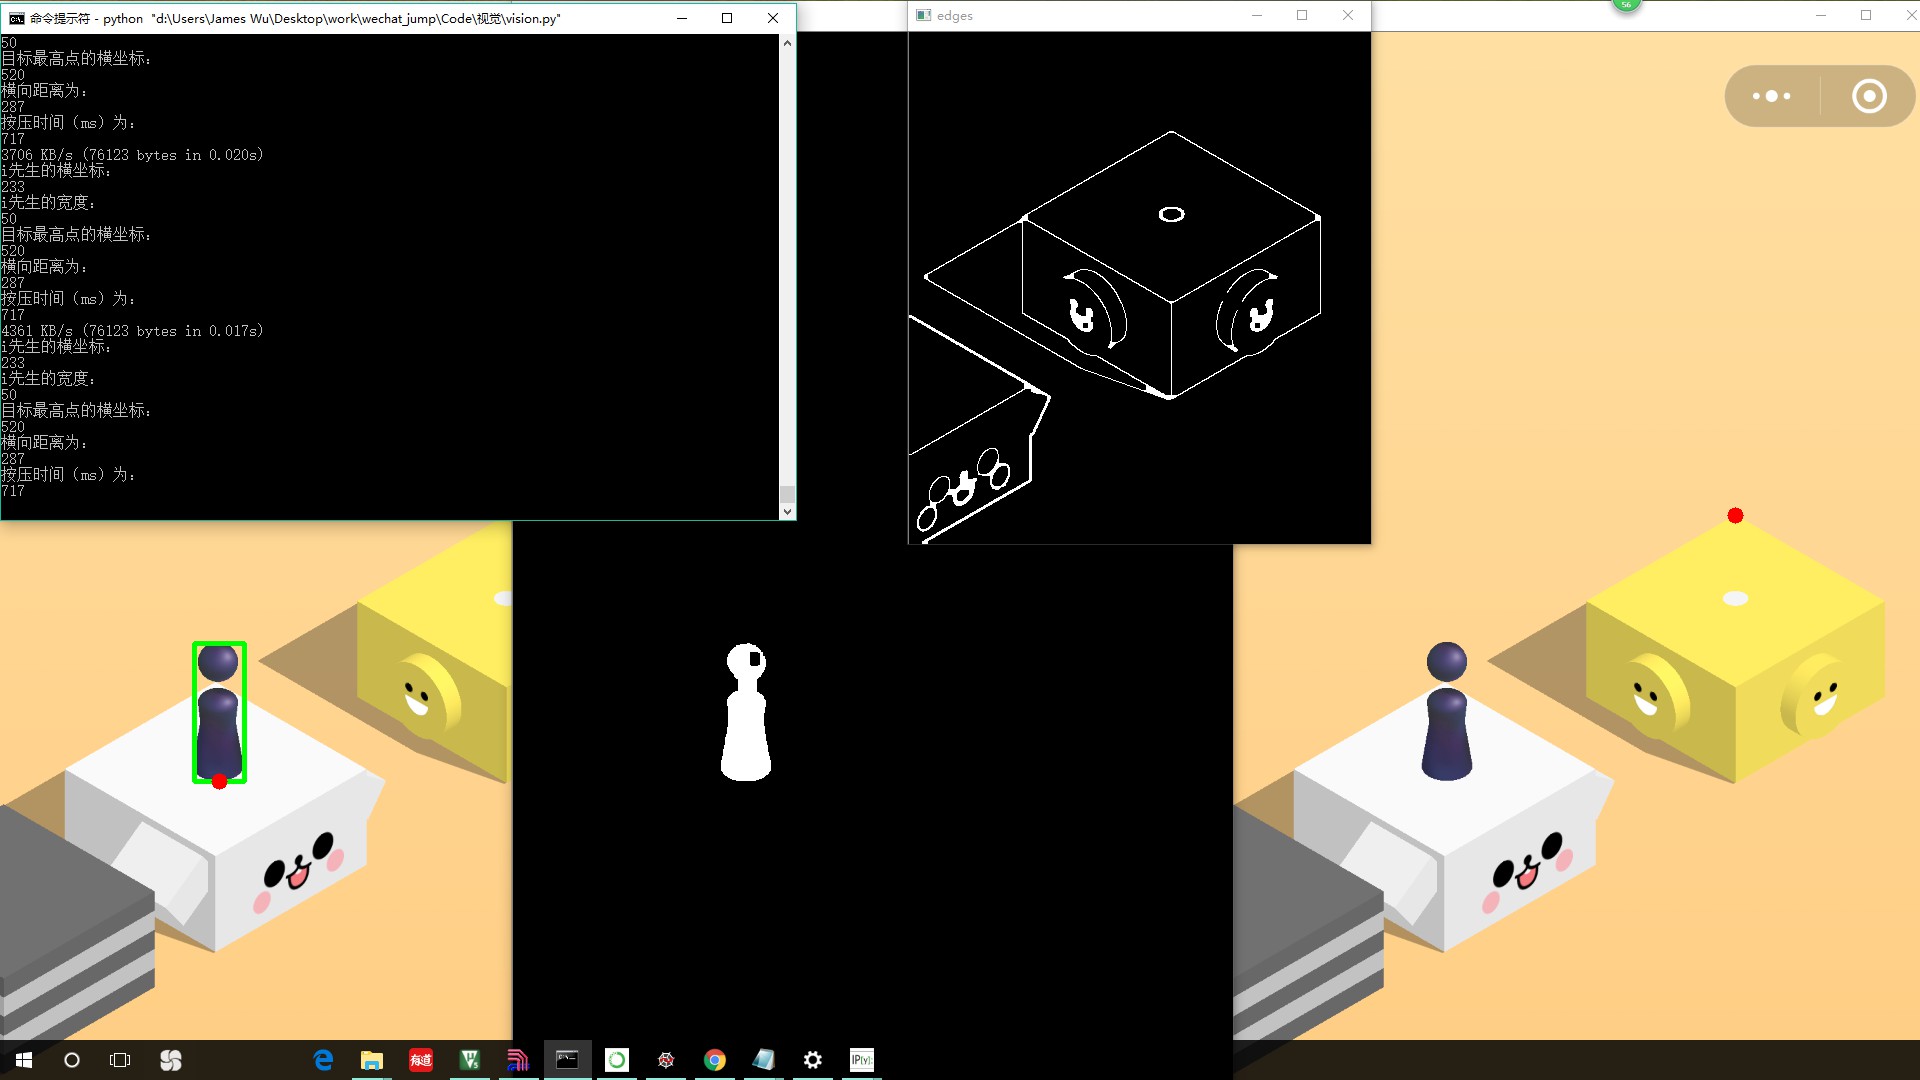 命令提示符 - python  "d:\Users\James Wu\Desktop\work\wechat_jump\Code\视觉\vision.py"
50
目标最高点的横坐标:
520
横向距离为:
287
按压时间（ms）为:
717
3706 KB/s (76123 bytes in 0.020s)
i先生的横坐标:
233
i先生的宽度:
50
目标最高点的横坐标:
520
横向距离为:
287
按压时间（ms）为:
717
4361 KB/s (76123 bytes in 0.017s)
i先生的横坐标:
233
i先生的宽度:
50
目标最高点的横坐标:
520
横向距离为:
287
按压时间（ms）为:
717
edges
56
有道
IP[y]: